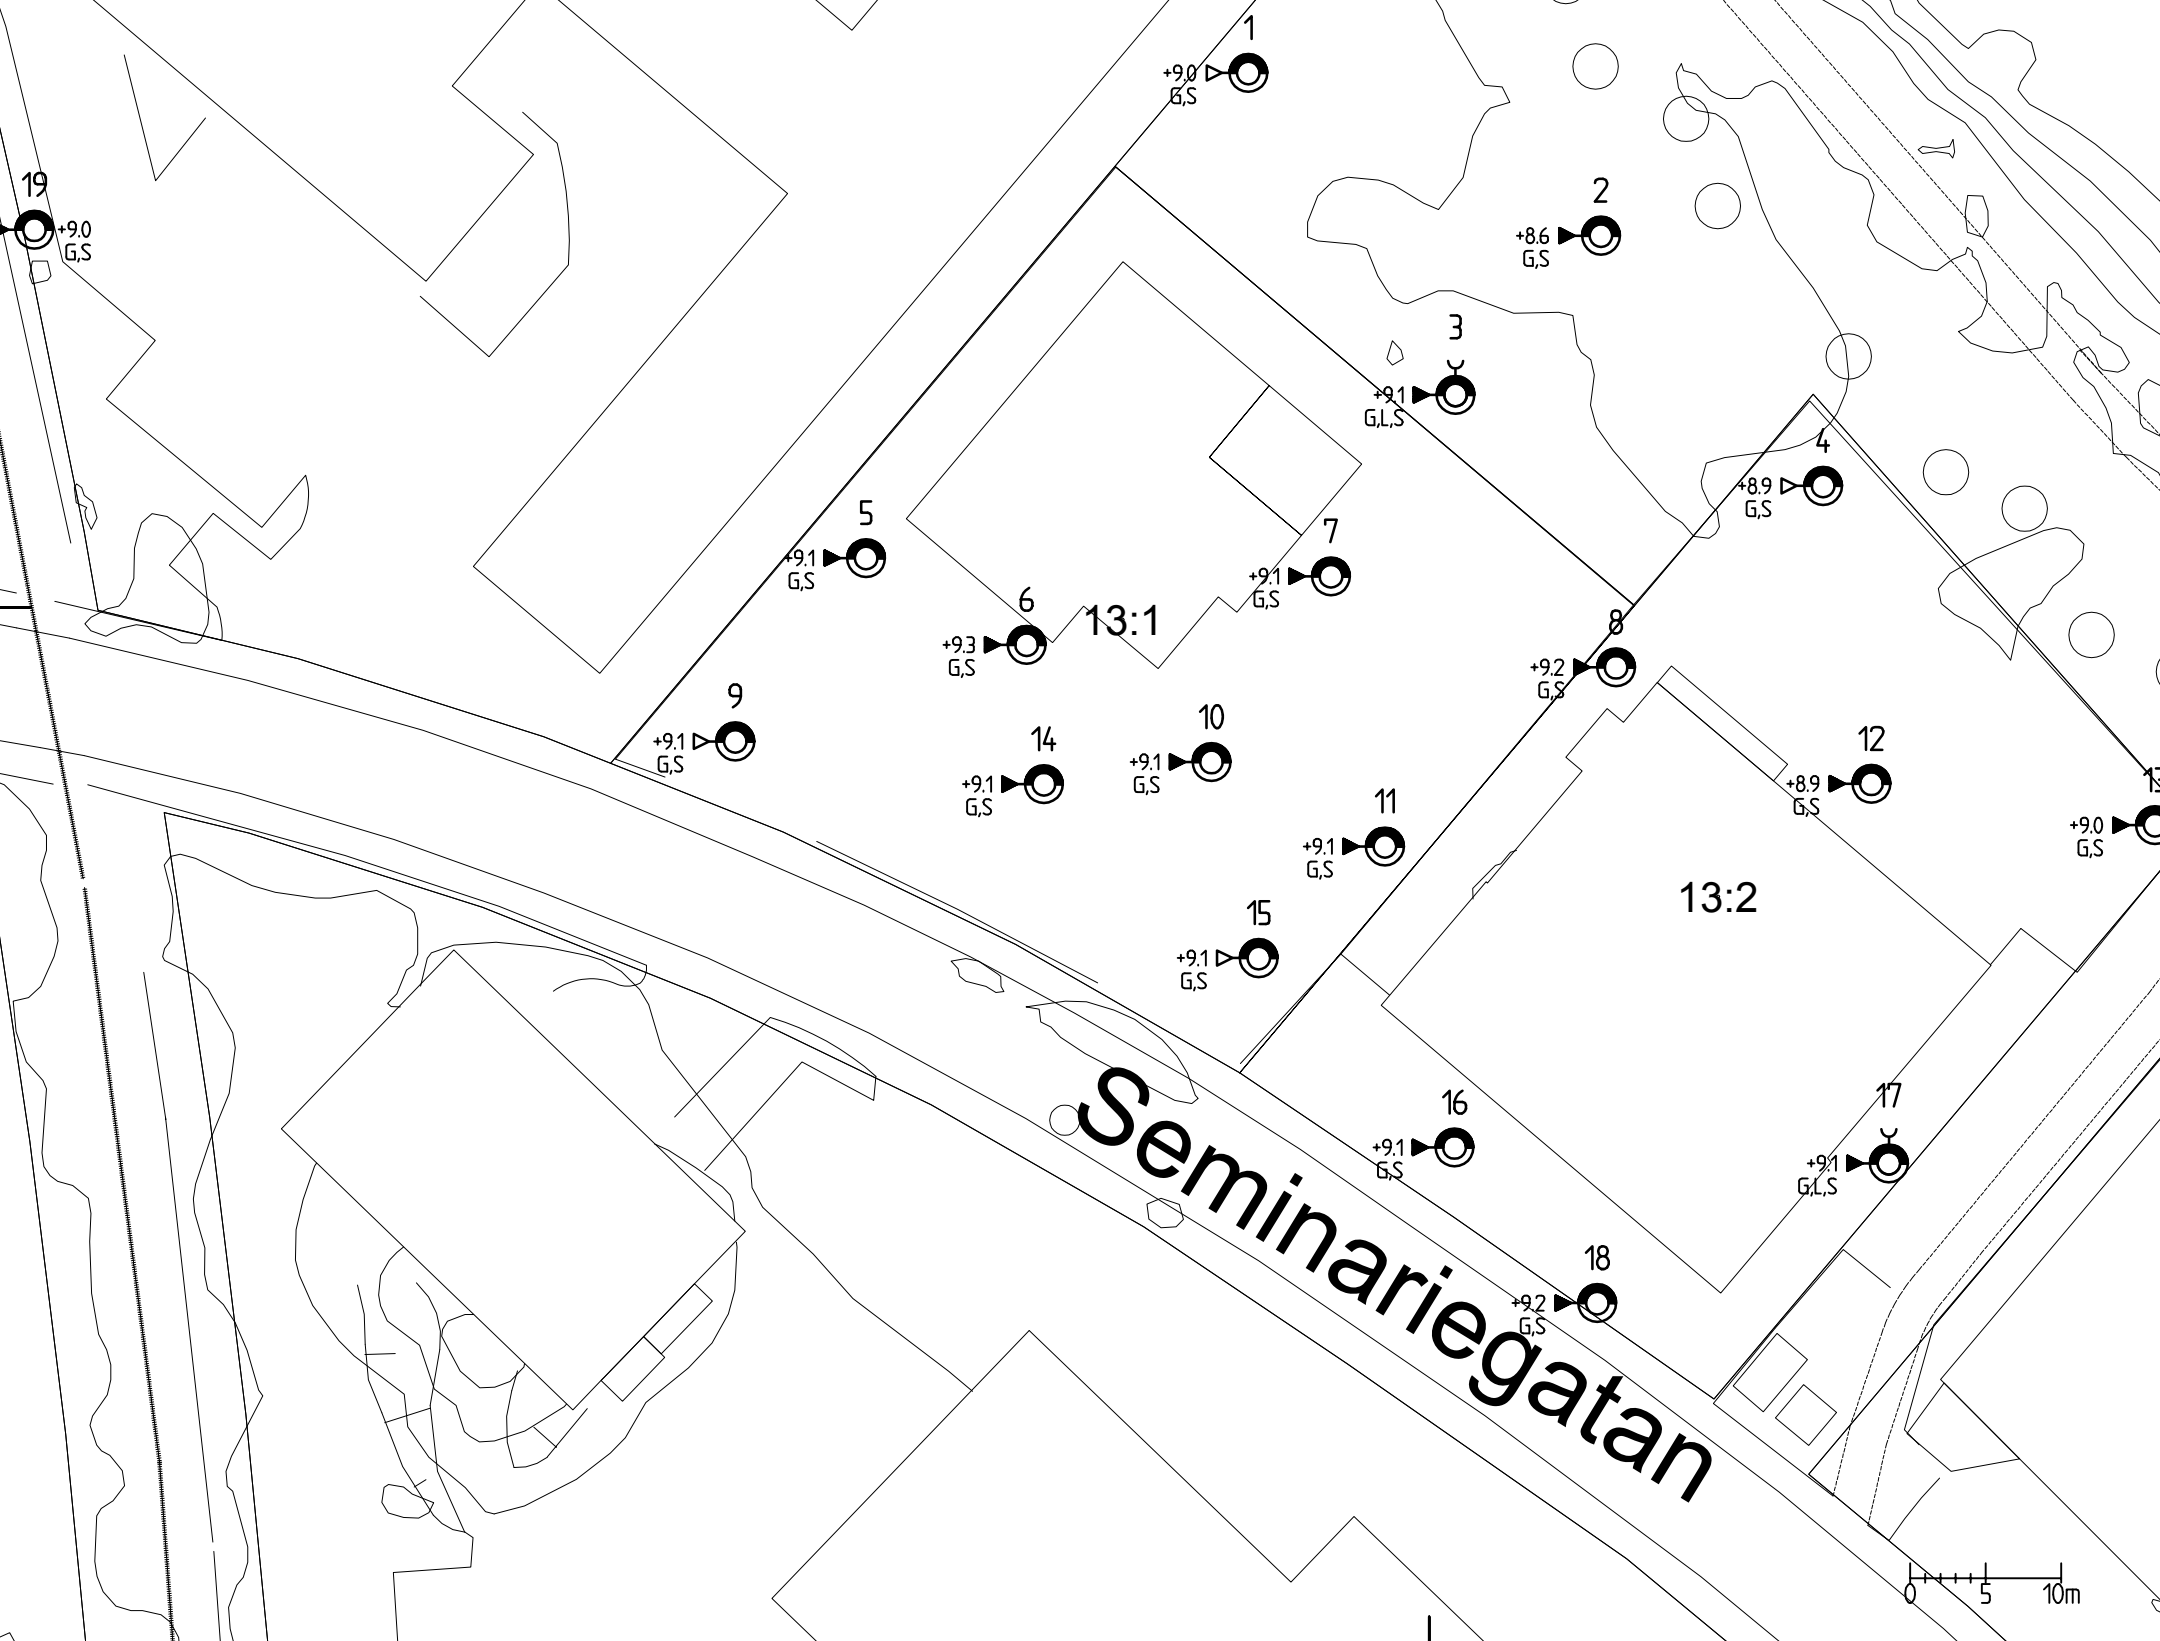 1
+9.0
G,S
19
+9.0
G,S
2
+8.6
G,S
3
+9.1
G,L,S
4
+8.9
G,S
5
+9.1
G,S
7
+9.1
G,S
6
+9.3
G,S
13:1
8
+9.2
G,S
9
+9.1
G,S
10
+9.1
G,S
14
+9.1
G,S
12
+8.9
G,S
13
+9.0
G,S
11
+9.1
G,S
13:2
15
+9.1
G,S
16
+9.1
G,S
17
+9.1
G,L,S
Seminariegatan
18
+9.2
G,S
0 5 10m